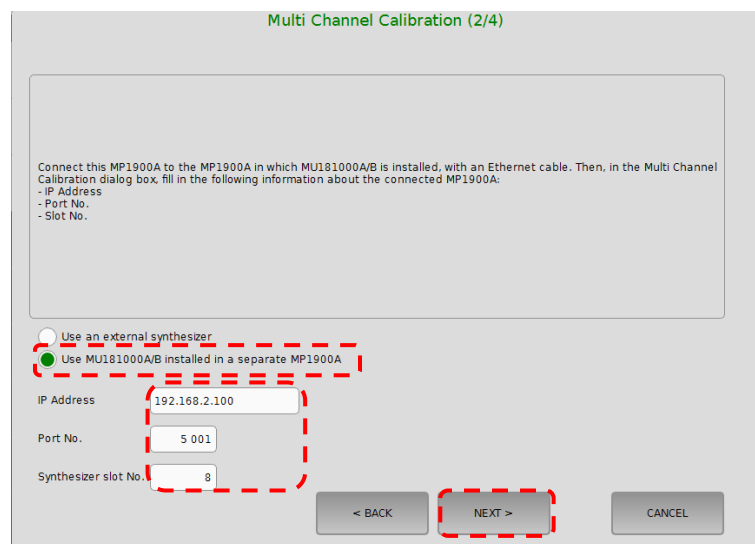 Multi Channel Calibration (2/4)
Connect this MP1900A to the MP1900A in which MU181000A/B is installed, with an Ethernet cable. Then, in the Multi Channel
Calibration dialog box, fill in the following information about the connected MP1900A:
- IP Address
- Port No.
- Slot No.
Use an external synthesizer
Use MU181000A/B installed in a separate MP1900A
IP Address 192.168.2.100
Port No. 5 001
Synthesizer slot No. 8
< BACK NEXT > CANCEL